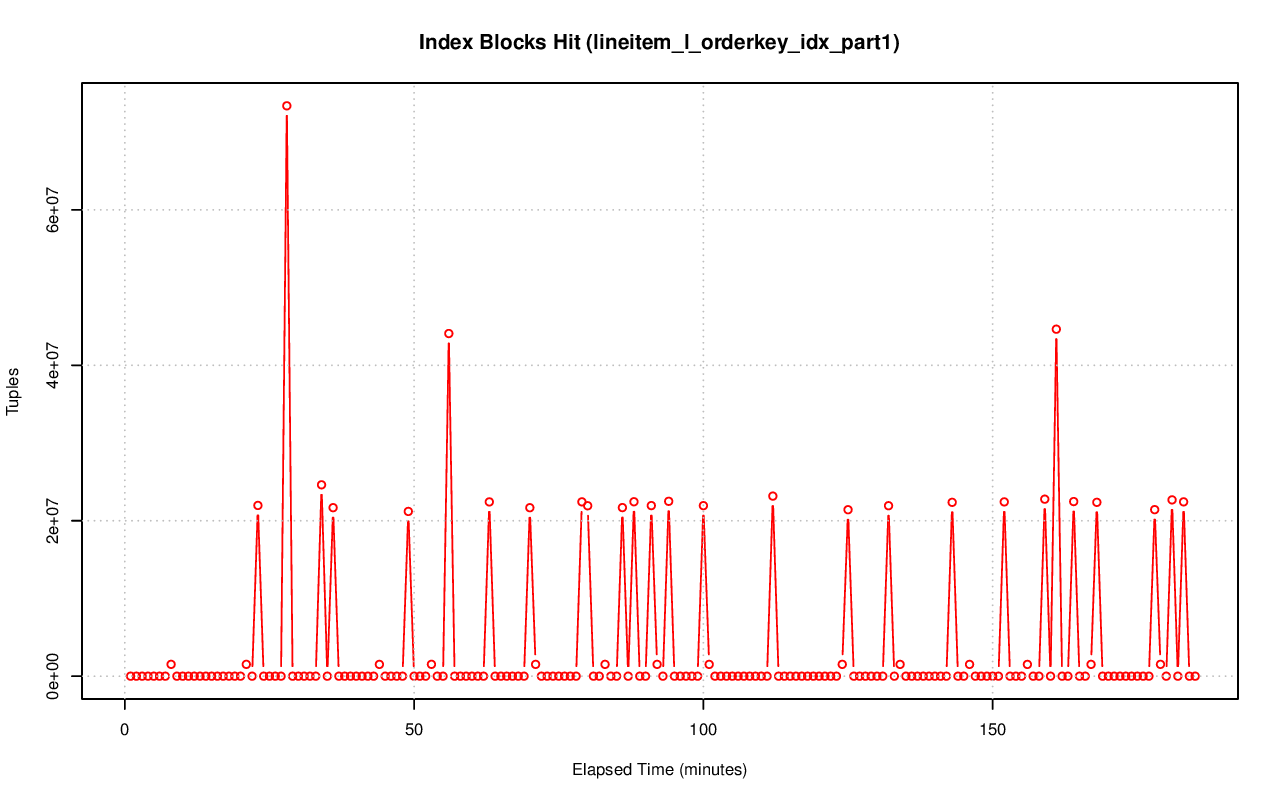 Index Blocks Hit (lineitem_l_orderkey_idx_part1)
Tuples
6e+07
4e+07
2e+07
0e+00
0 50 100 150
Elapsed Time (minutes)